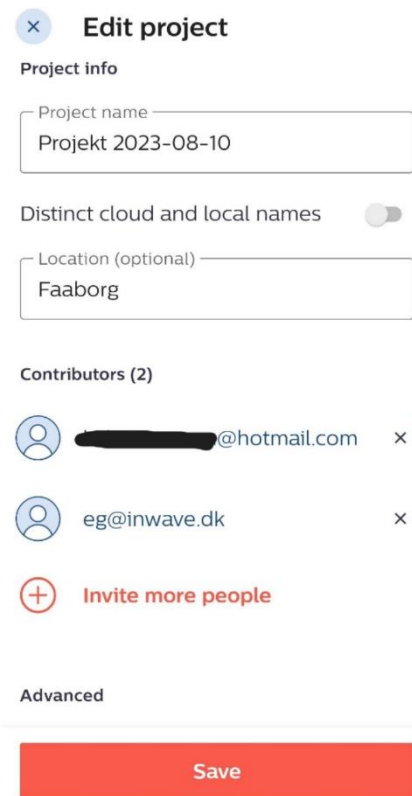 Edit project
Project info
Project name
Projekt 2023-08-10
Distinct cloud and local names
Location (optional)
Faaborg
Contributors (2)
@hotmail.com
eg@inwave.dk
Invite more people
Advanced
Save